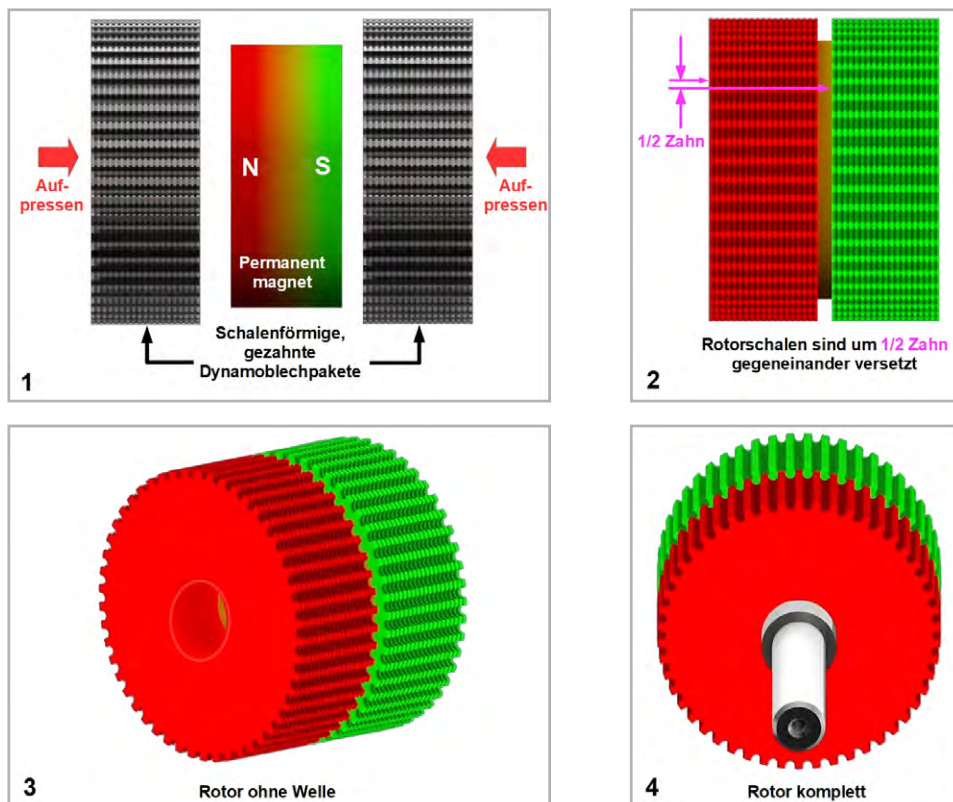 Auf-
pressen
N
S
Permanent
magnet
Auf-
pressen
Schalenförmige,
gezahnte
Dynamoblechpakete
1
1/2 Zahn
Rotorschalen sind um 1/2 Zahn
gegeneinander versetzt
2
3
Rotor ohne Welle
4
Rotor komplett